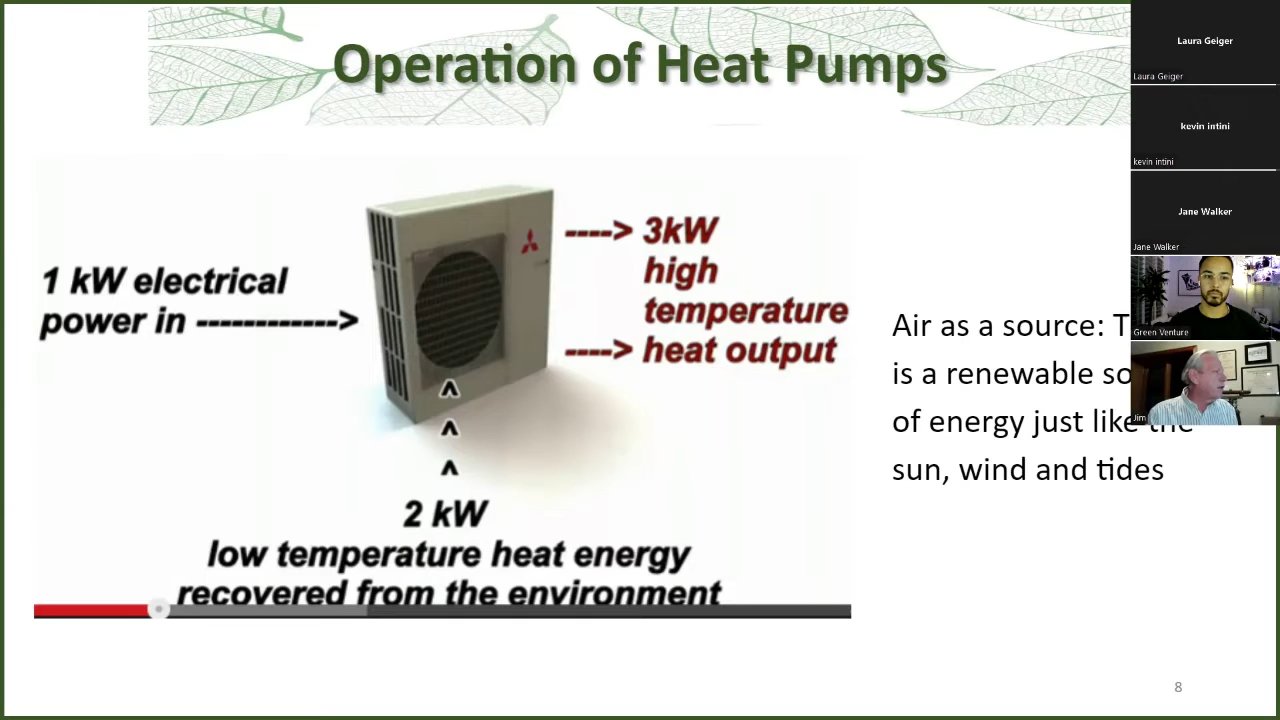 Operation of Heat Pumps
1 kW electrical
power in ------------>
----> 3kW
high
temperature
----> heat output
^
^
^
2 kW
low temperature heat energy
recovered from the environment
Air as a source:
is a renewable
of energy just like the
sun, wind and tides
8
Laura Geiger
Laura Geiger
kevin intini
kevin intini
Jane Walker
Jane Walker
Green Venture
Jim